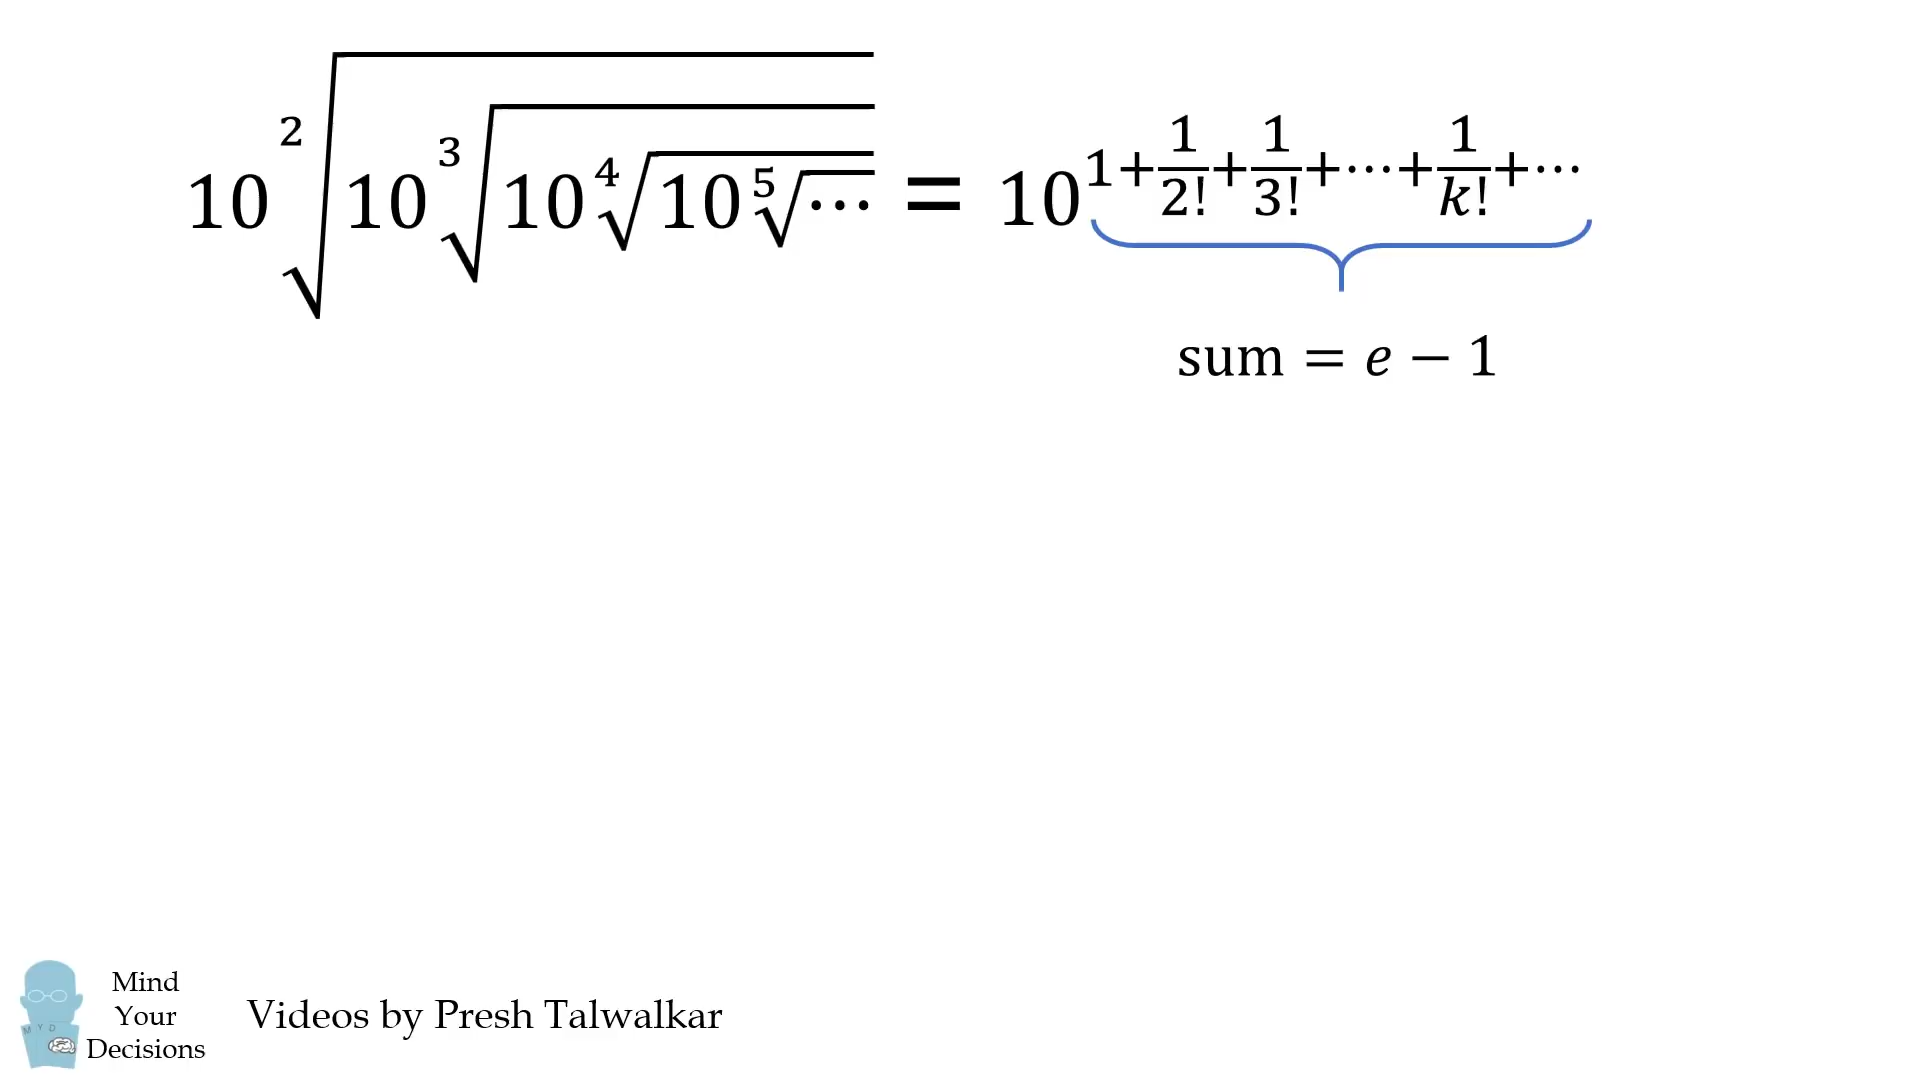 10 ²√(10 ³√(10 ⁴√(10 ⁵√(⋯)))) = 10^(1+1/2!+1/3!+⋯+1/k!+⋯)
sum = e − 1
M Y D
Mind
Your
Decisions
Videos by Presh Talwalkar